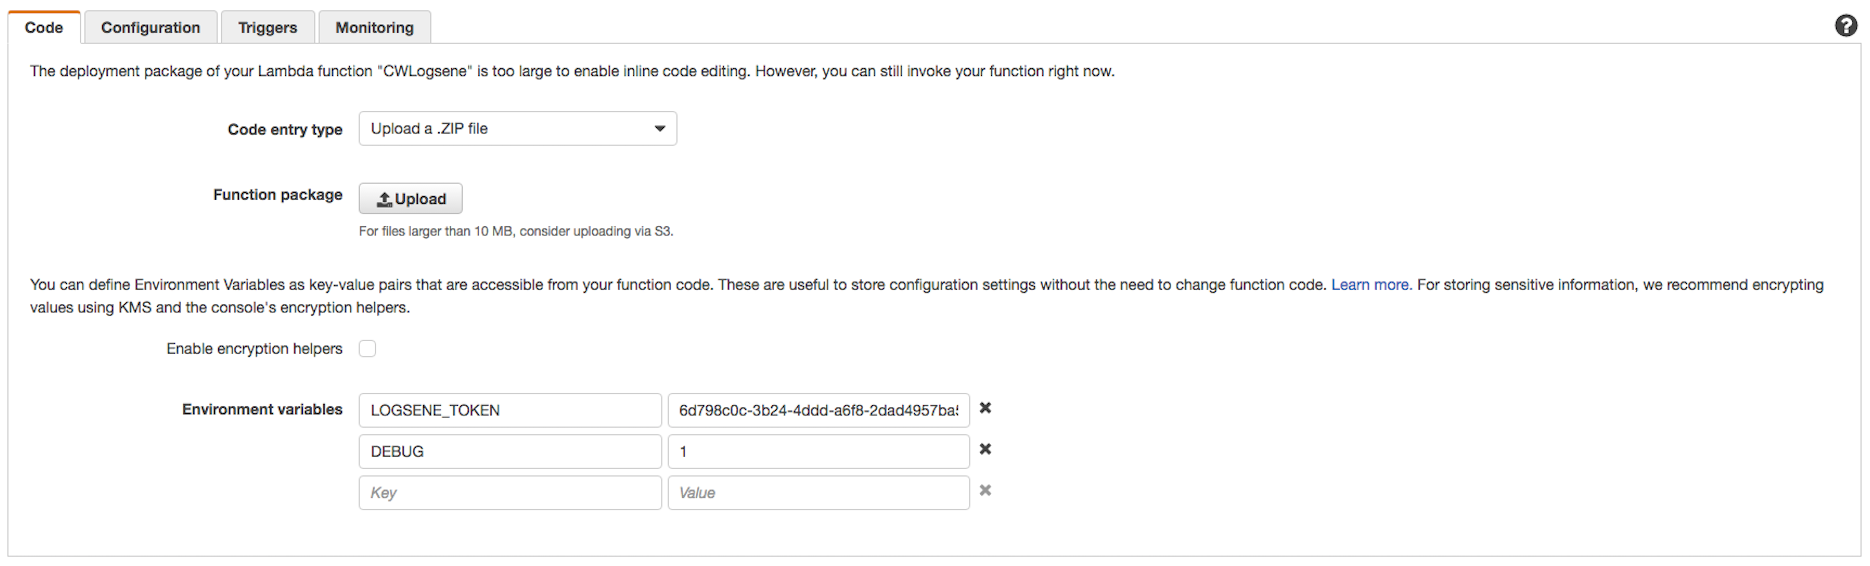 Code Configuration Triggers Monitoring ?
The deployment package of your Lambda function "CWLogsene" is too large to enable inline code editing. However, you can still invoke your function right now.
Code entry type Upload a .ZIP file
Function package Upload
For files larger than 10 MB, consider uploading via S3.
You can define Environment Variables as key-value pairs that are accessible from your function code. These are useful to store configuration settings without the need to change function code. Learn more. For storing sensitive information, we recommend encrypting
values using KMS and the console's encryption helpers.
Enable encryption helpers
Environment variables LOGSENE_TOKEN 6d798c0c-3b24-4ddd-a6f8-2dad4957ba
DEBUG 1
Key Value